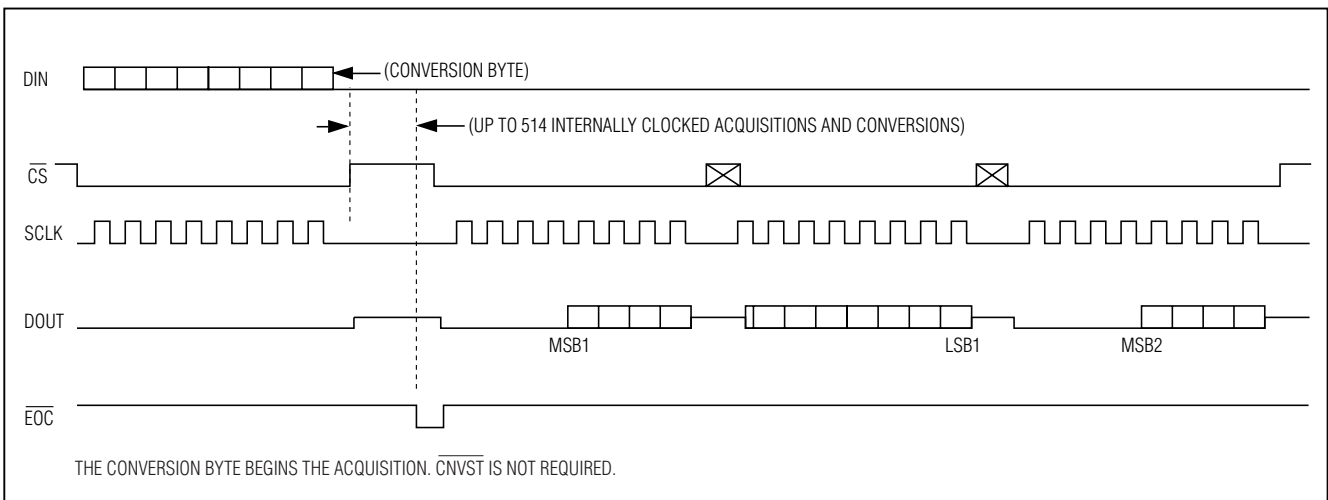 DIN
(CONVERSION BYTE)
(UP TO 514 INTERNALLY CLOCKED ACQUISITIONS AND CONVERSIONS)
CS
SCLK
DOUT
MSB1
LSB1
MSB2
EOC
THE CONVERSION BYTE BEGINS THE ACQUISITION. CNVST IS NOT REQUIRED.